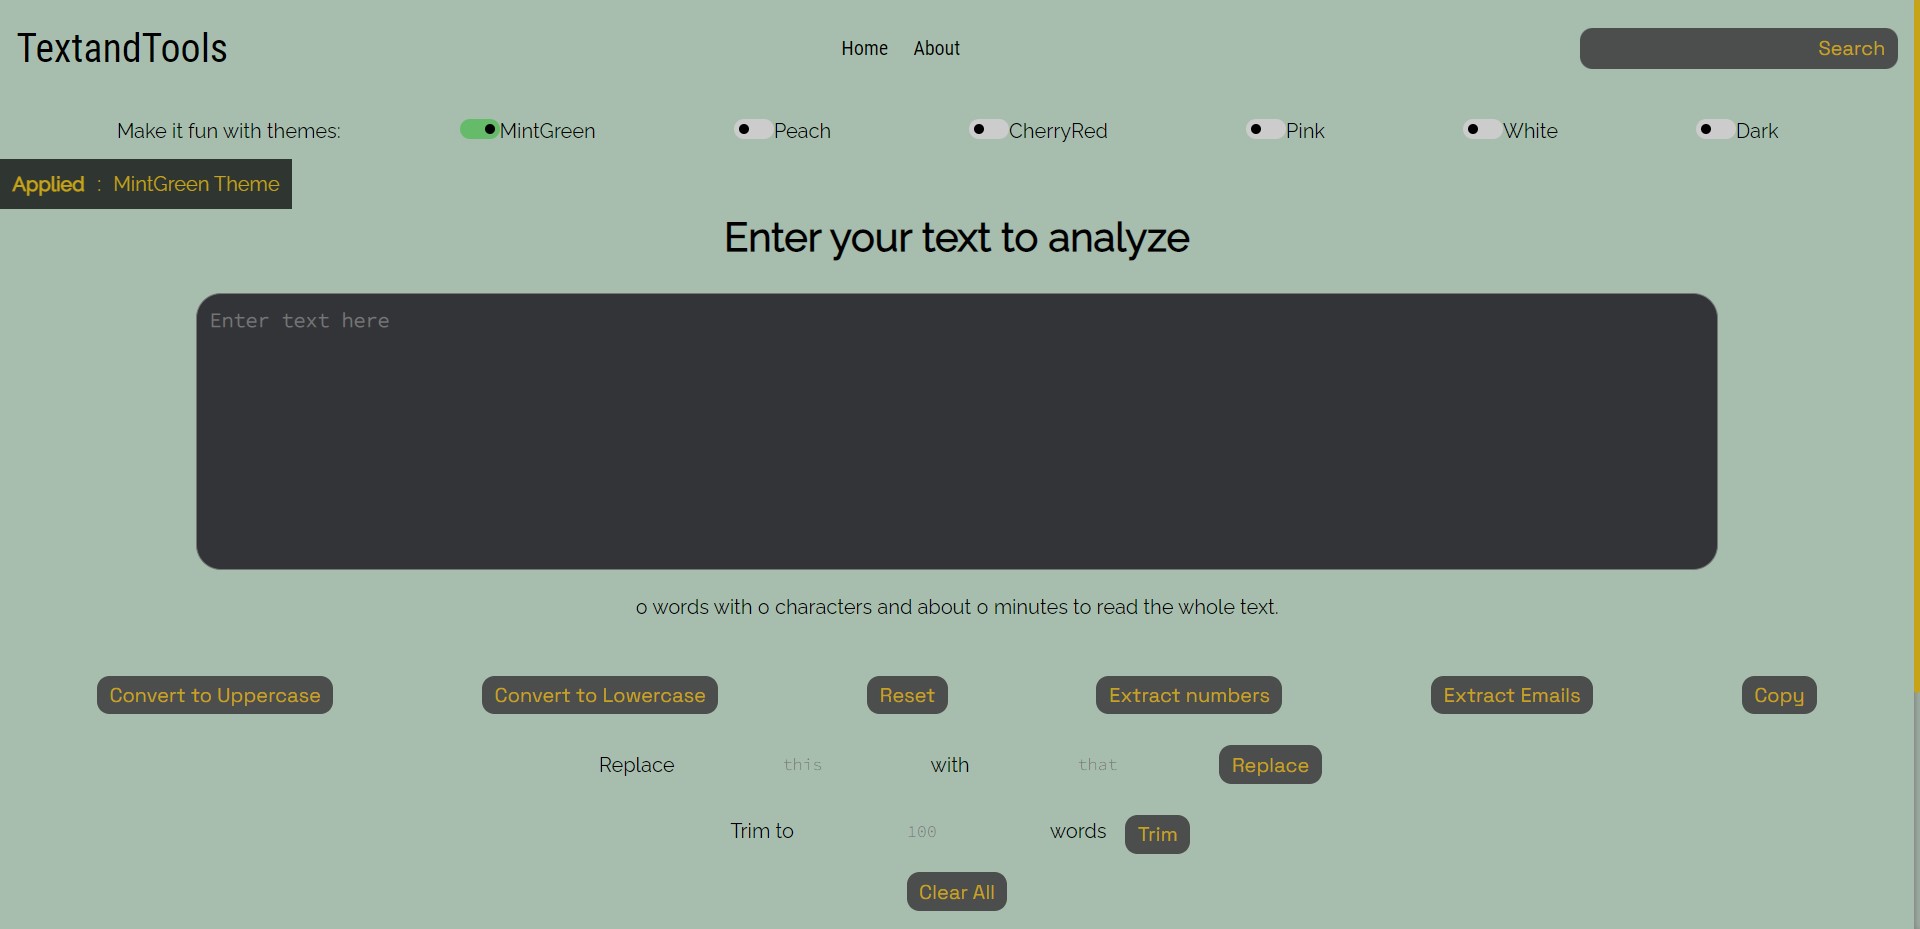 TextandTools Home About Search
Make it fun with themes: MintGreen Peach CherryRed Pink White Dark
Applied : MintGreen Theme
Enter your text to analyze
Enter text here
0 words with 0 characters and about 0 minutes to read the whole text.
Convert to Uppercase Convert to Lowercase Reset Extract numbers Extract Emails Copy
Replace this with that Replace
Trim to 100 words Trim
Clear All